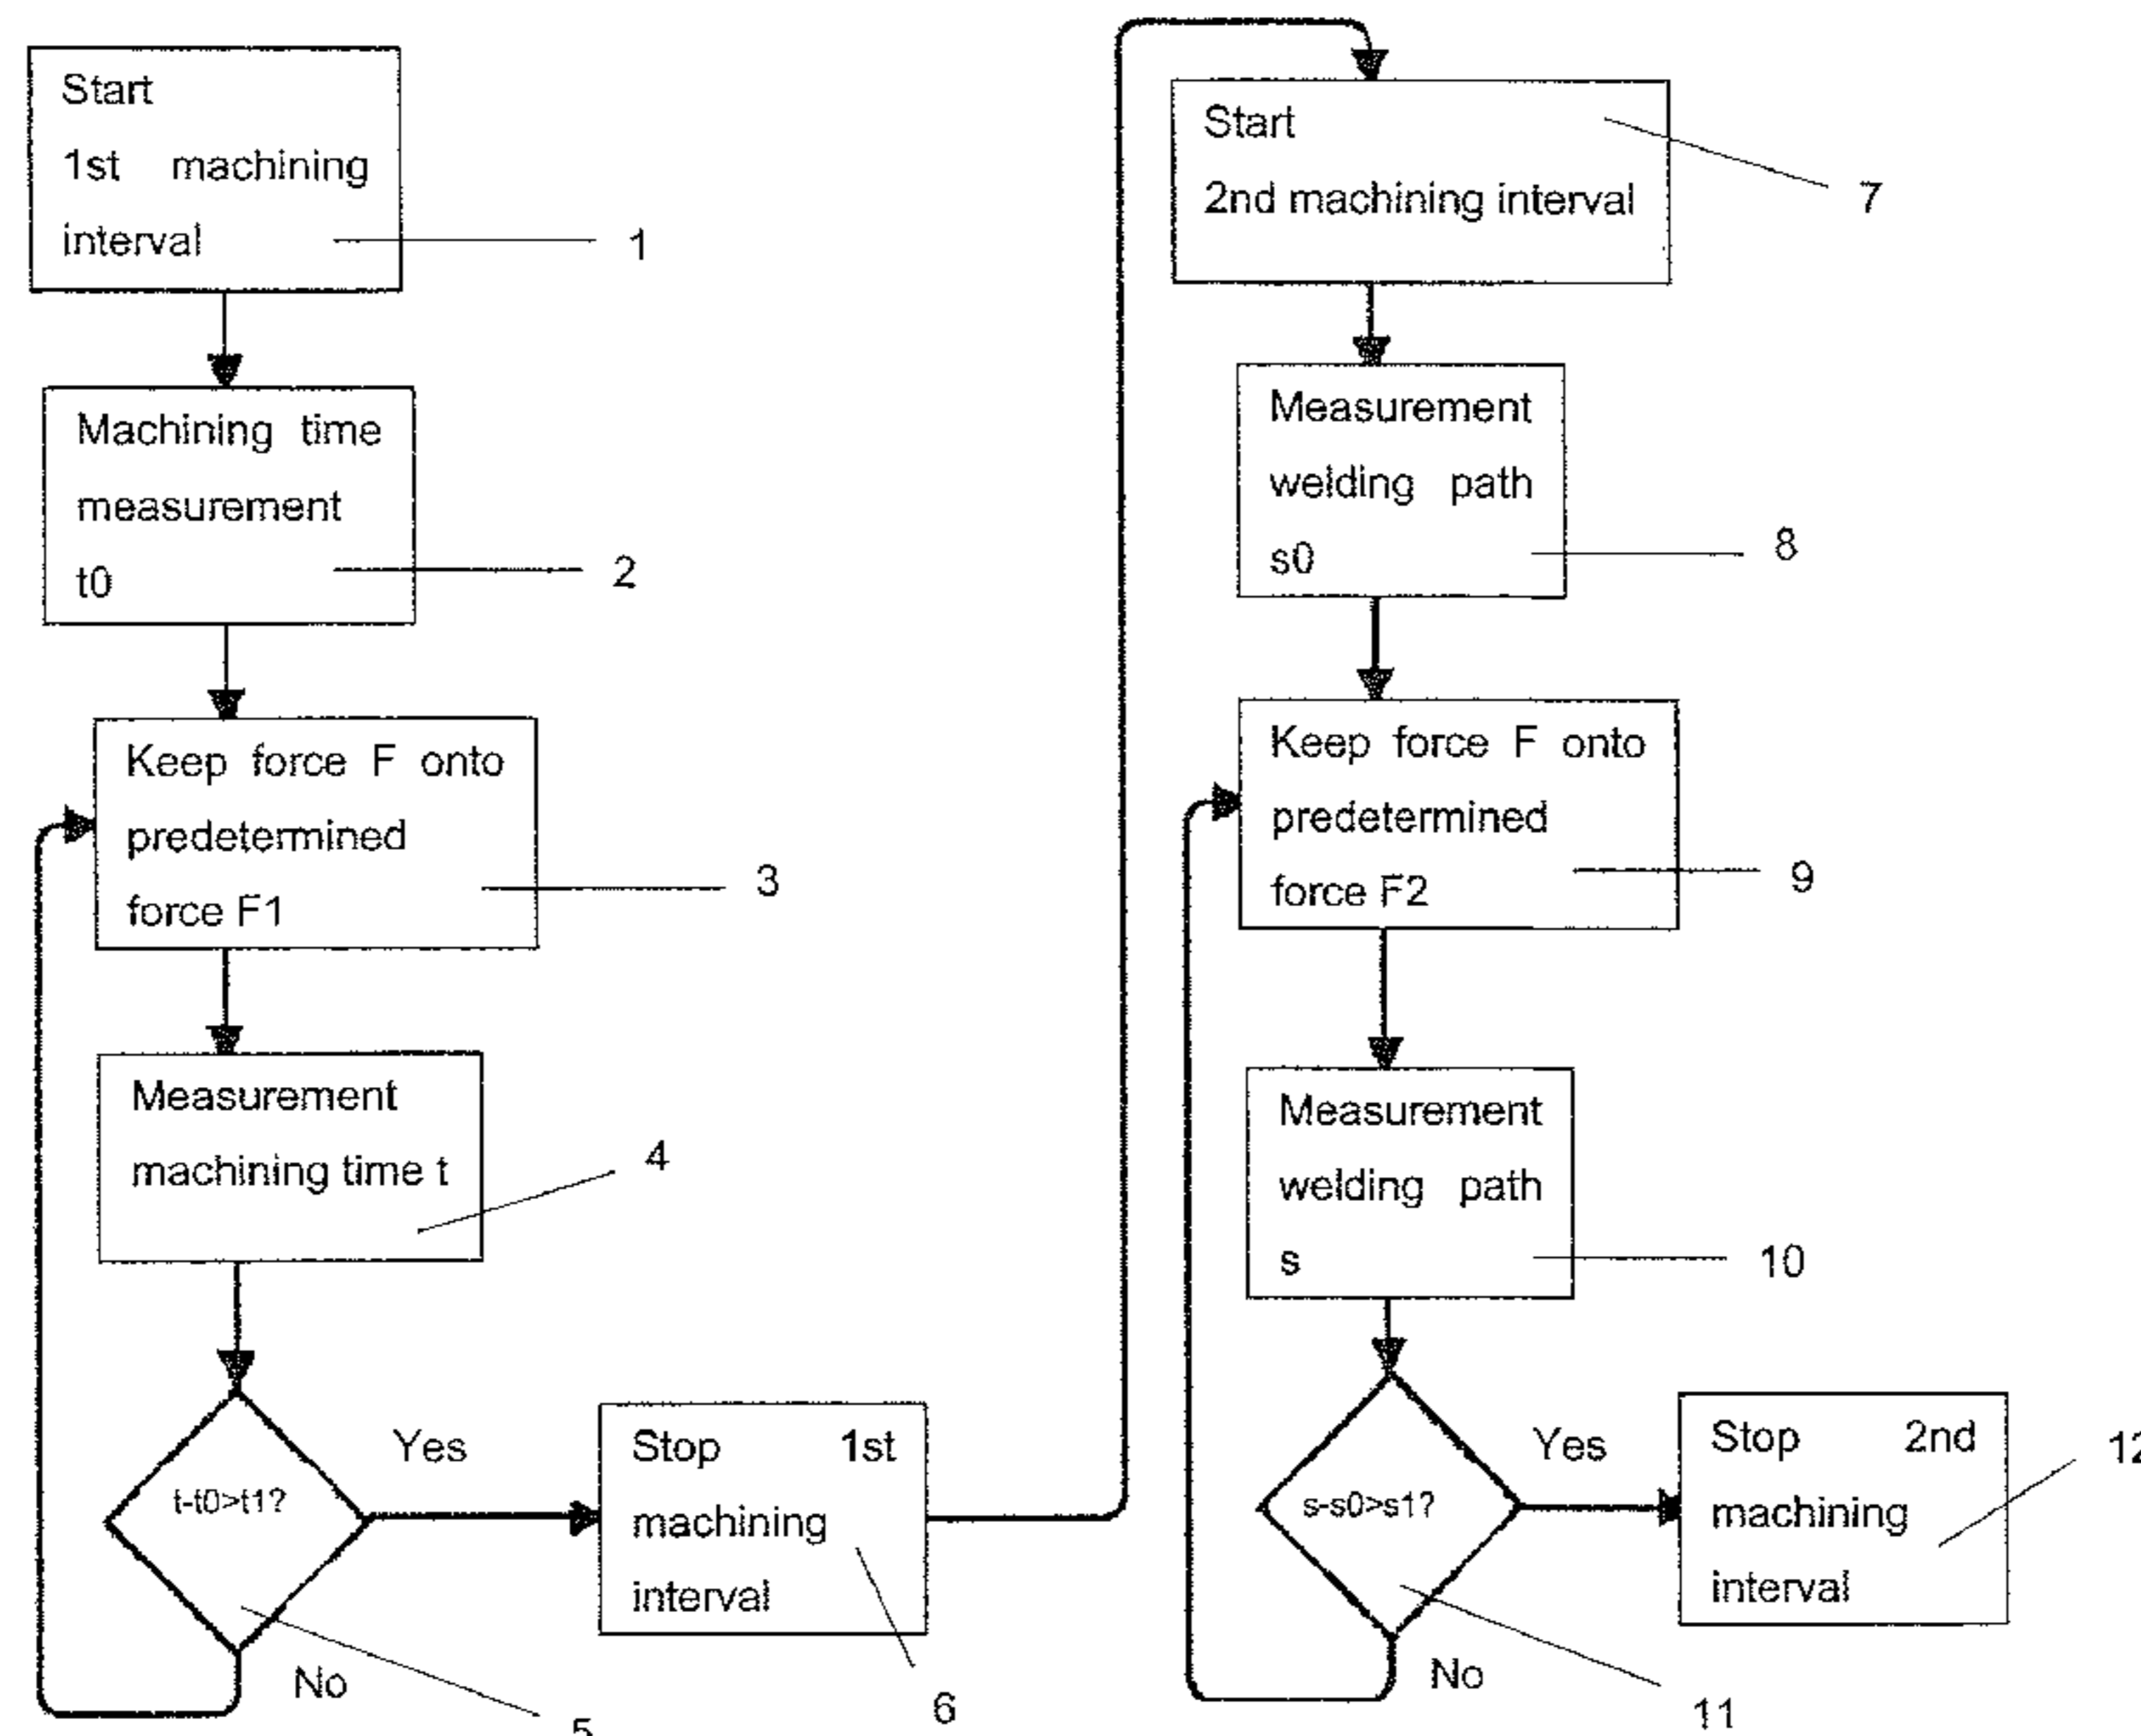 Start
1st machining
interval
1
Machining time
measurement
t0
2
Keep force F onto
predetermined
force F1
3
Measurement
machining time t
4
t-t0>t1?
Yes
No
5
Stop 1st
machining
interval
6
Start
2nd machining interval
7
Measurement
welding path
s0
8
Keep force F onto
predetermined
force F2
9
Measurement
welding path
s
10
s-s0>s1?
Yes
No
11
Stop 2nd
machining
interval
12